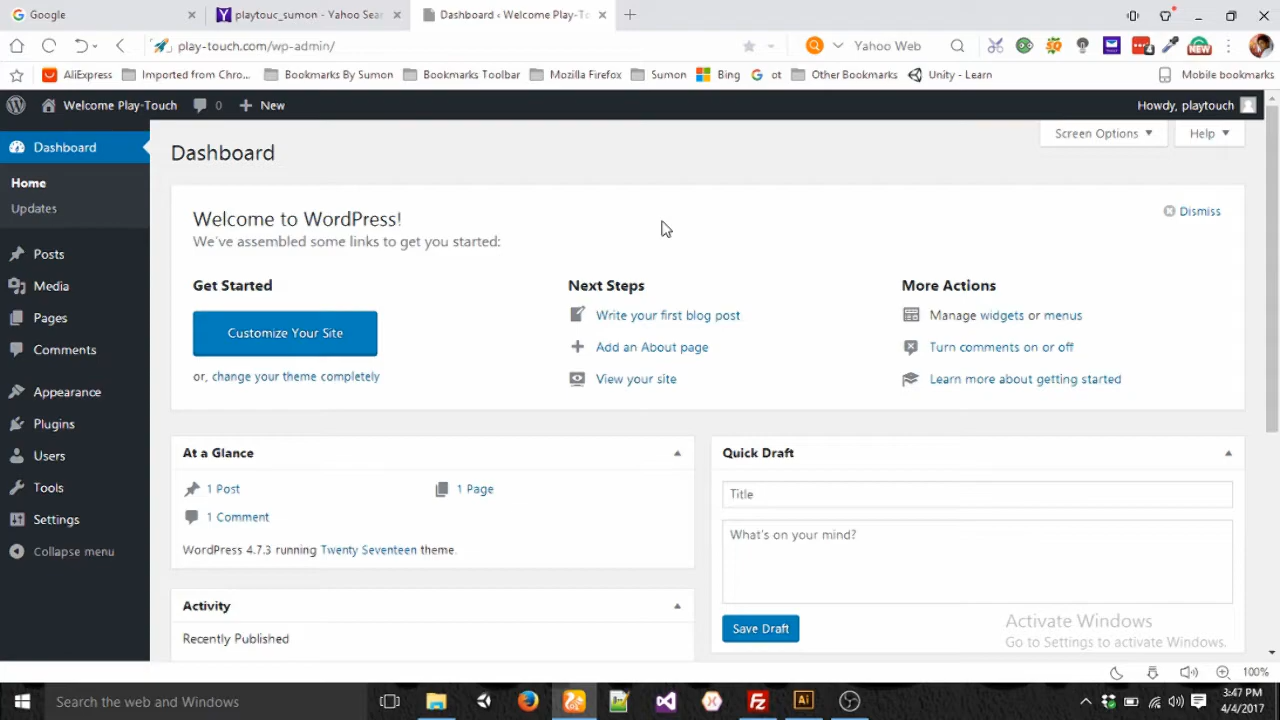 Google
playtouc_sumon - Yahoo Sear
Dashboard ‹ Welcome Play-To
play-touch.com/wp-admin/
Yahoo Web
AliExpress
Imported from Chro...
Bookmarks By Sumon
Bookmarks Toolbar
Mozilla Firefox
Sumon
Bing
ot
Other Bookmarks
Unity - Learn
Mobile bookmarks
Welcome Play-Touch
0
New
Howdy, playtouch
Dashboard
Home
Updates
Posts
Media
Pages
Comments
Appearance
Plugins
Users
Tools
Settings
Collapse menu
Screen Options
Help
Dashboard
Welcome to WordPress!
We've assembled some links to get you started:
Dismiss
Get Started
Customize Your Site
or, change your theme completely
Next Steps
Write your first blog post
Add an About page
View your site
More Actions
Manage widgets or menus
Turn comments on or off
Learn more about getting started
At a Glance
1 Post
1 Page
1 Comment
WordPress 4.7.3 running Twenty Seventeen theme.
Activity
Recently Published
Quick Draft
Title
What's on your mind?
Save Draft
Activate Windows
Go to Settings to activate Windows.
100%
Search the web and Windows
3:47 PM
4/4/2017